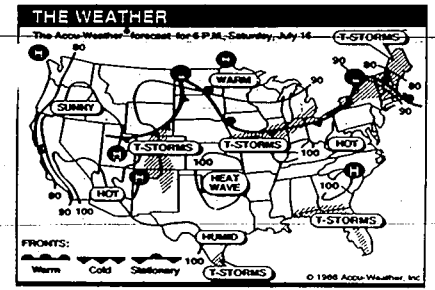 THE WEATHER
The Accu-Weather forecast for 6 P.M., Saturday, July 16
T-STORMS
H
80
H
H
WARM
90
H
80
80
90
SUNNY
T-STORMS
T-STORMS
HOT
H
100
100
H
HOT
HEAT
WAVE
100
H
80
90 100
T-STORMS
HUMID
FRONTS:
100
Warm Cold Stationary
T-STORMS
© 1988 Accu-Weather, Inc.